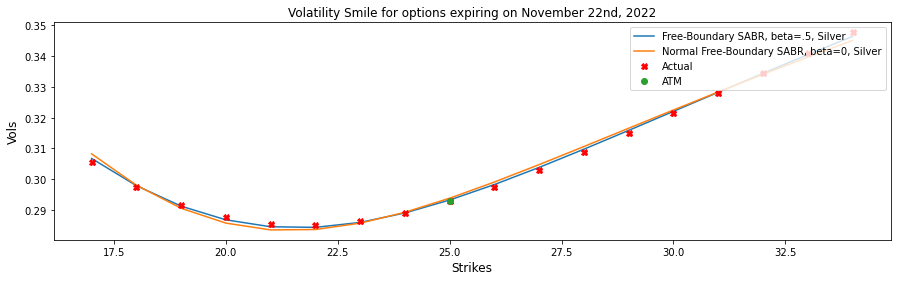 Volatility Smile for options expiring on November 22nd, 2022
Free-Boundary SABR, beta=.5, Silver
Normal Free-Boundary SABR, beta=0, Silver
Actual
ATM
Vols
0.35
0.34
0.33
0.32
0.31
0.30
0.29
17.5
20.0
22.5
25.0
27.5
30.0
32.5
Strikes